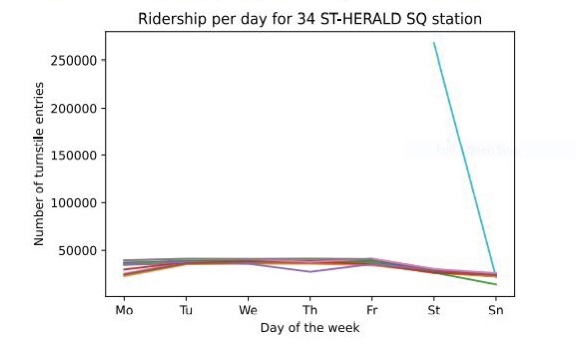 Ridership per day for 34 ST-HERALD SQ station
250000
200000
150000
100000
50000
Number of turnstile entries
Mo Tu We Th Fr St Sn
Day of the week